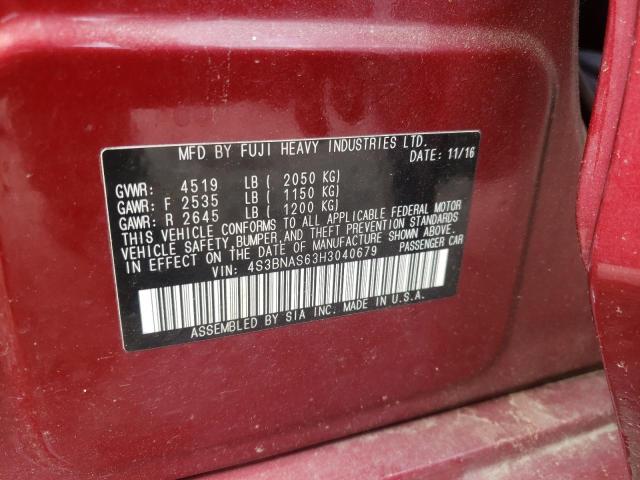 MFD BY FUJI HEAVY INDUSTRIES LTD.
DATE: 11/16
GVWR: 4519 LB ( 2050 KG)
GAWR: F 2535 LB ( 1150 KG)
GAWR: R 2645 LB ( 1200 KG)
THIS VEHICLE CONFORMS TO ALL APPLICABLE FEDERAL MOTOR
VEHICLE SAFETY, BUMPER, AND THEFT PREVENTION STANDARDS
IN EFFECT ON THE DATE OF MANUFACTURE SHOWN ABOVE.
VIN: 4S3BNAS63H3040679 PASSENGER CAR
ASSEMBLED BY SIA INC. MADE IN U.S.A.